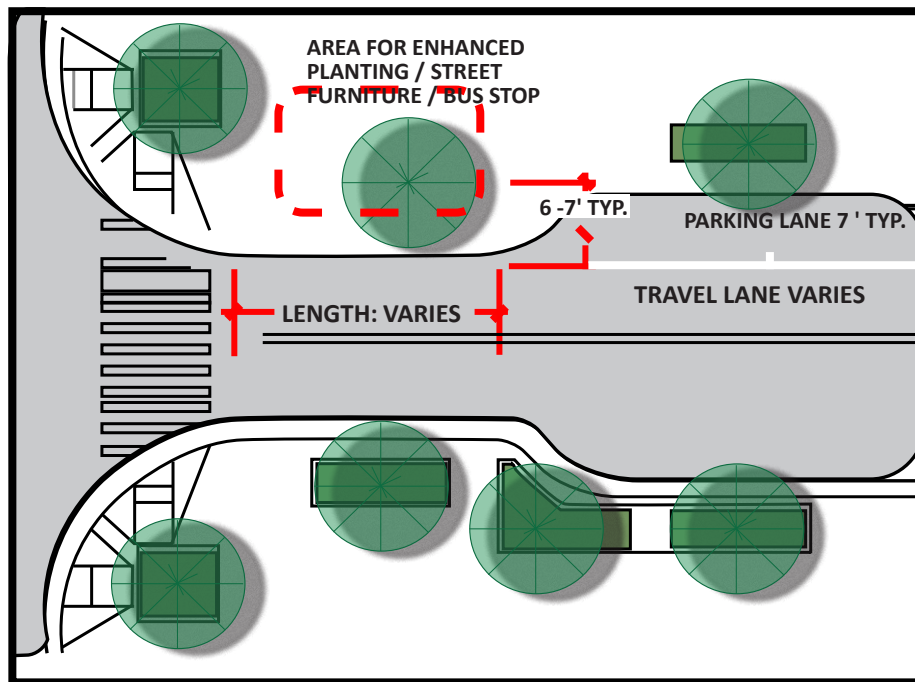 AREA FOR ENHANCED
PLANTING / STREET
FURNITURE / BUS STOP
6 -7' TYP.
PARKING LANE 7 ' TYP.
TRAVEL LANE VARIES
LENGTH: VARIES